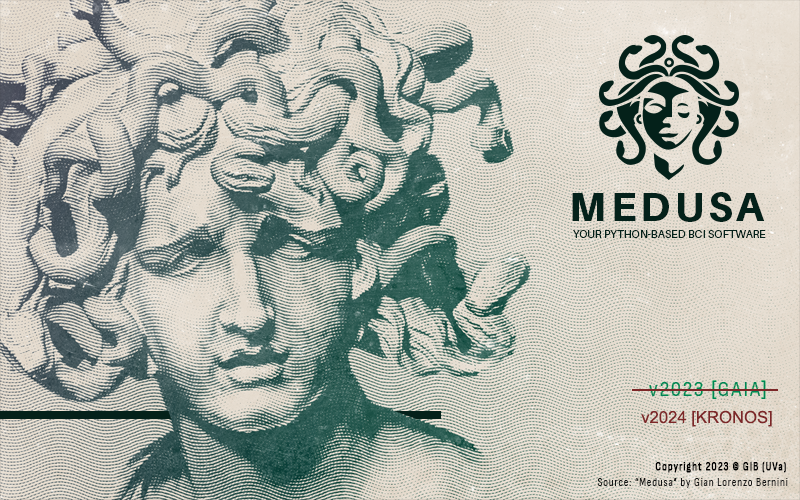 MEDUSA
YOUR PYTHON-BASED BCI SOFTWARE
v2023 [GAIA]
v2024 [KRONOS]
Copyright 2023 © GIB (UVa)
Source: "Medusa" by Gian Lorenzo Bernini